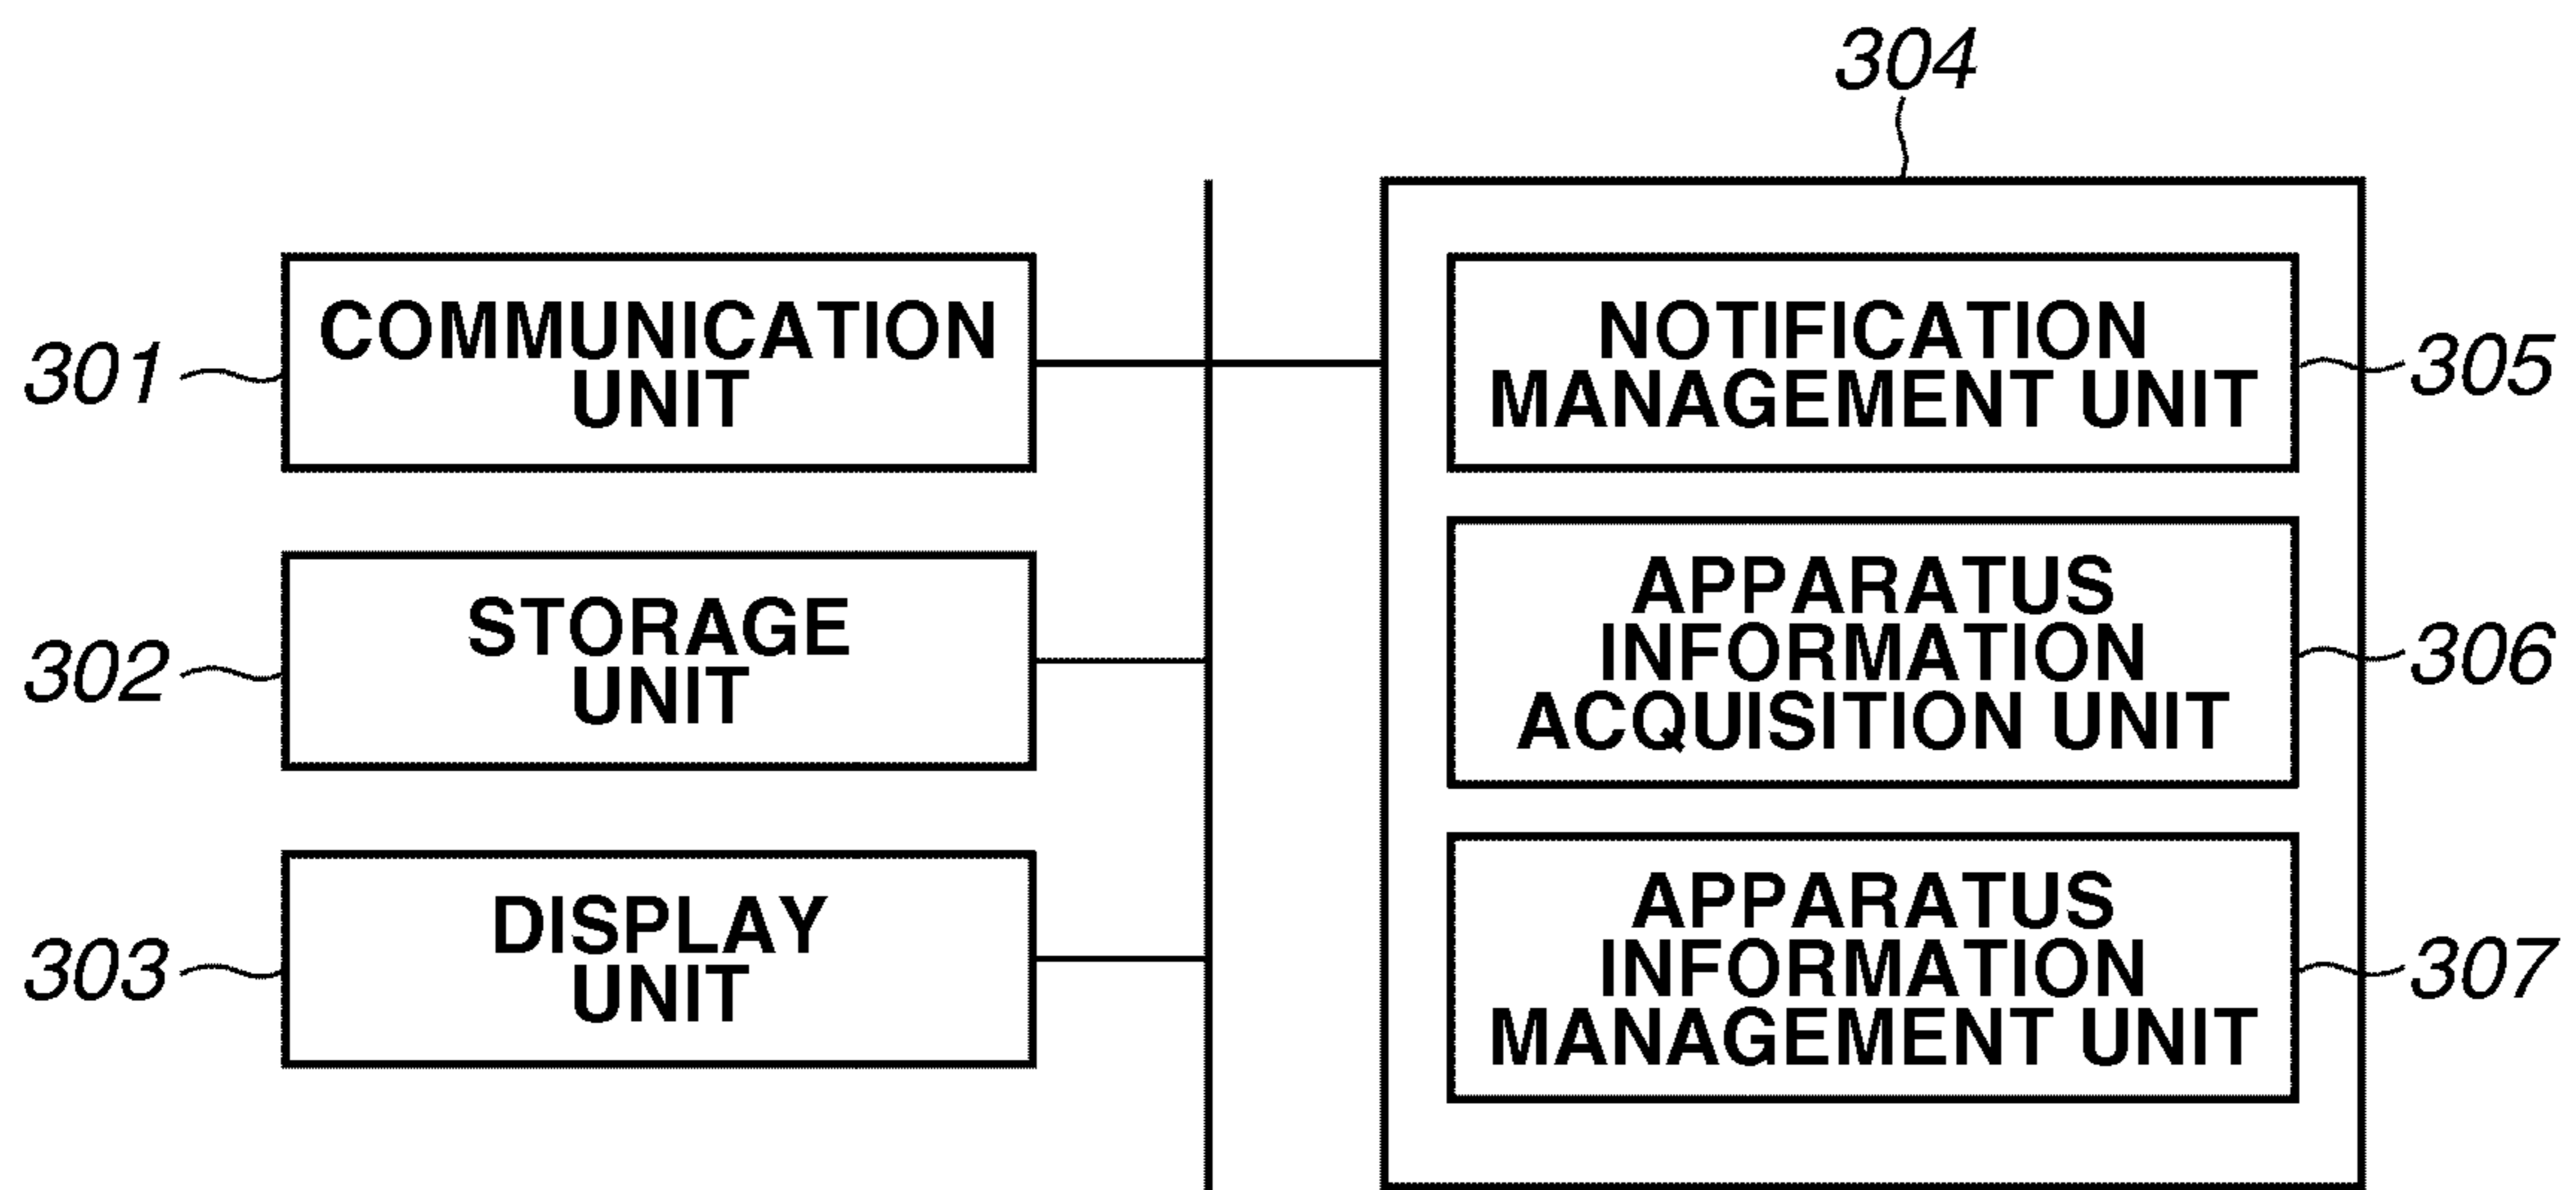 304
301
COMMUNICATION
UNIT
302
STORAGE
UNIT
303
DISPLAY
UNIT
NOTIFICATION
MANAGEMENT UNIT
305
APPARATUS
INFORMATION
ACQUISITION UNIT
306
APPARATUS
INFORMATION
MANAGEMENT UNIT
307